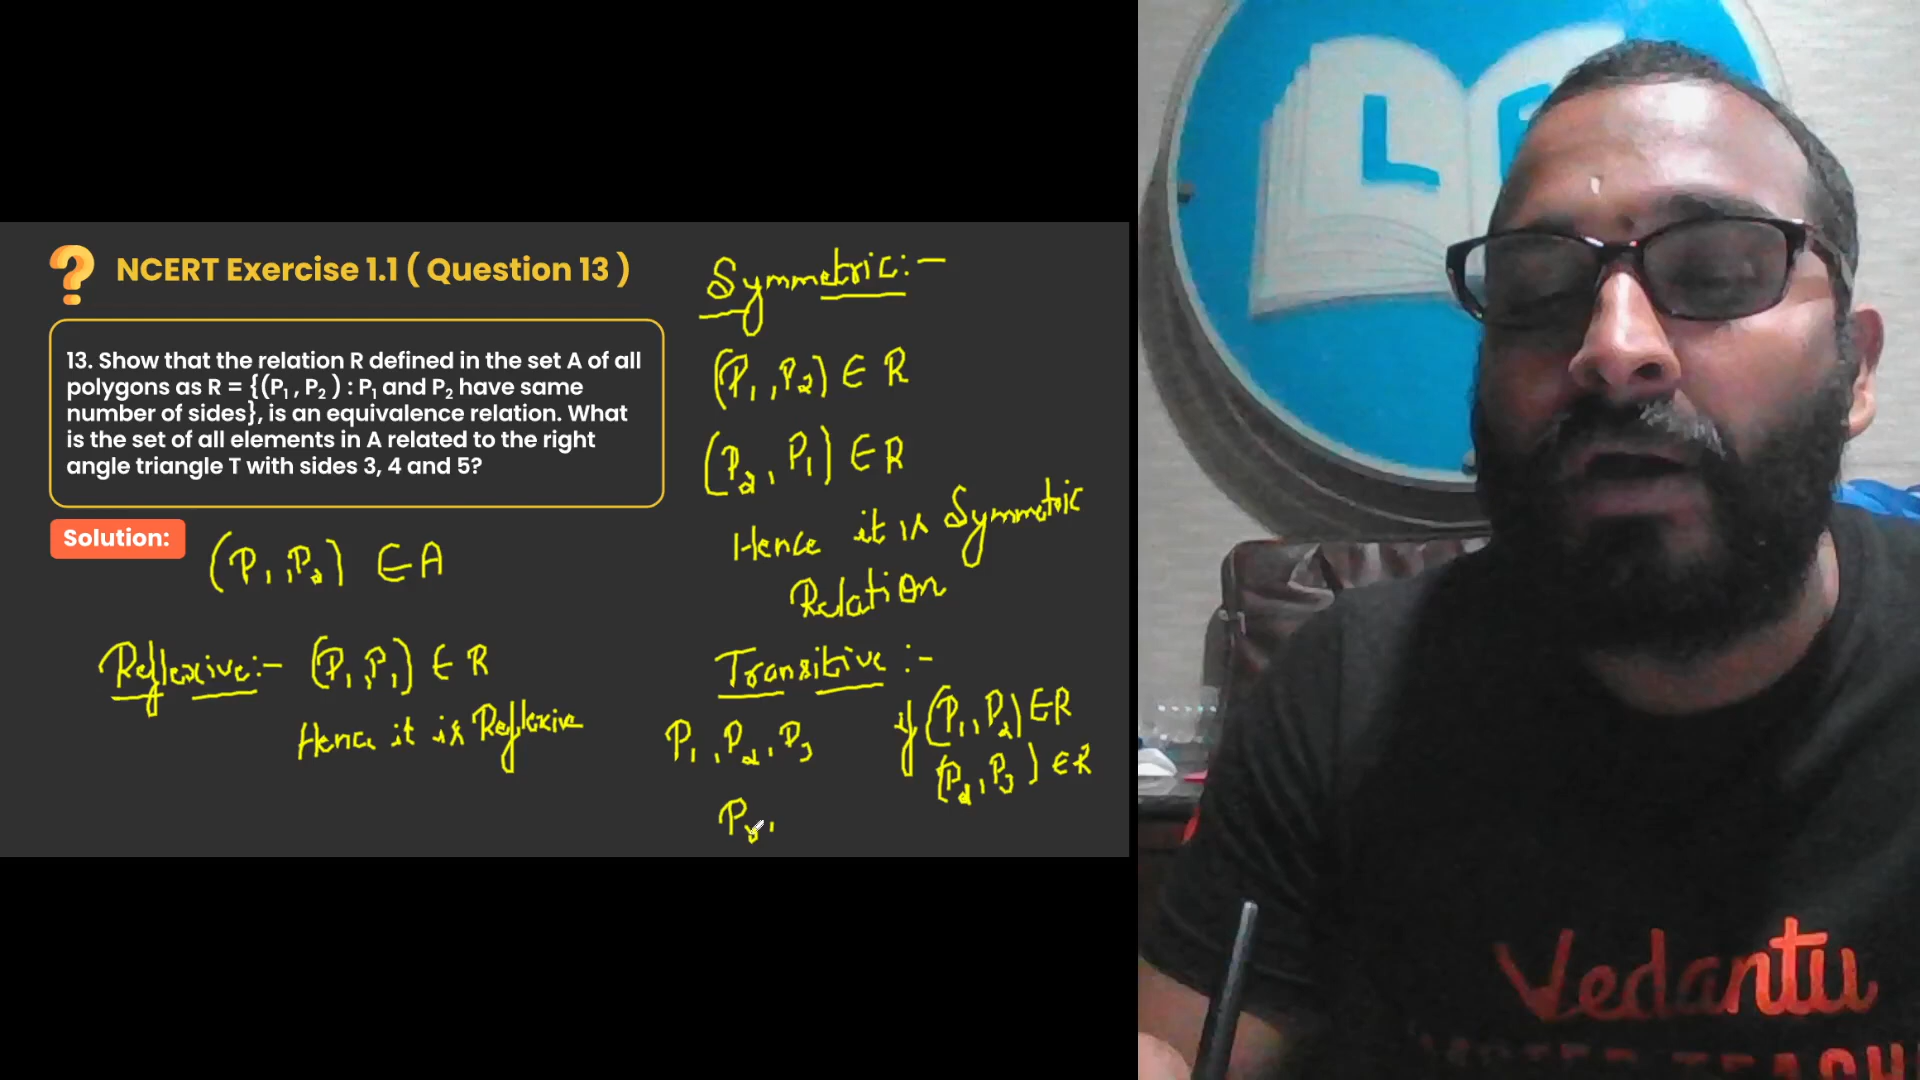 NCERT Exercise 1.1 ( Question 13 )
13. Show that the relation R defined in the set A of all
polygons as R = {(P₁ , P₂ ) : P₁ and P₂ have same
number of sides}, is an equivalence relation. What
is the set of all elements in A related to the right
angle triangle T with sides 3, 4 and 5?
Solution:
(P₁, P₂) ∈ A
Reflexive:- (P₁, P₁) ∈ R
Hence it is Reflexive
Symmetric:-
(P₁, P₂) ∈ R
(P₂, P₁) ∈ R
Hence it is Symmetric
Relation
Transitive :-
P₁, P₂, P₃
if (P₁, P₂) ∈ R
(P₂, P₃) ∈ R
L
Vedantu